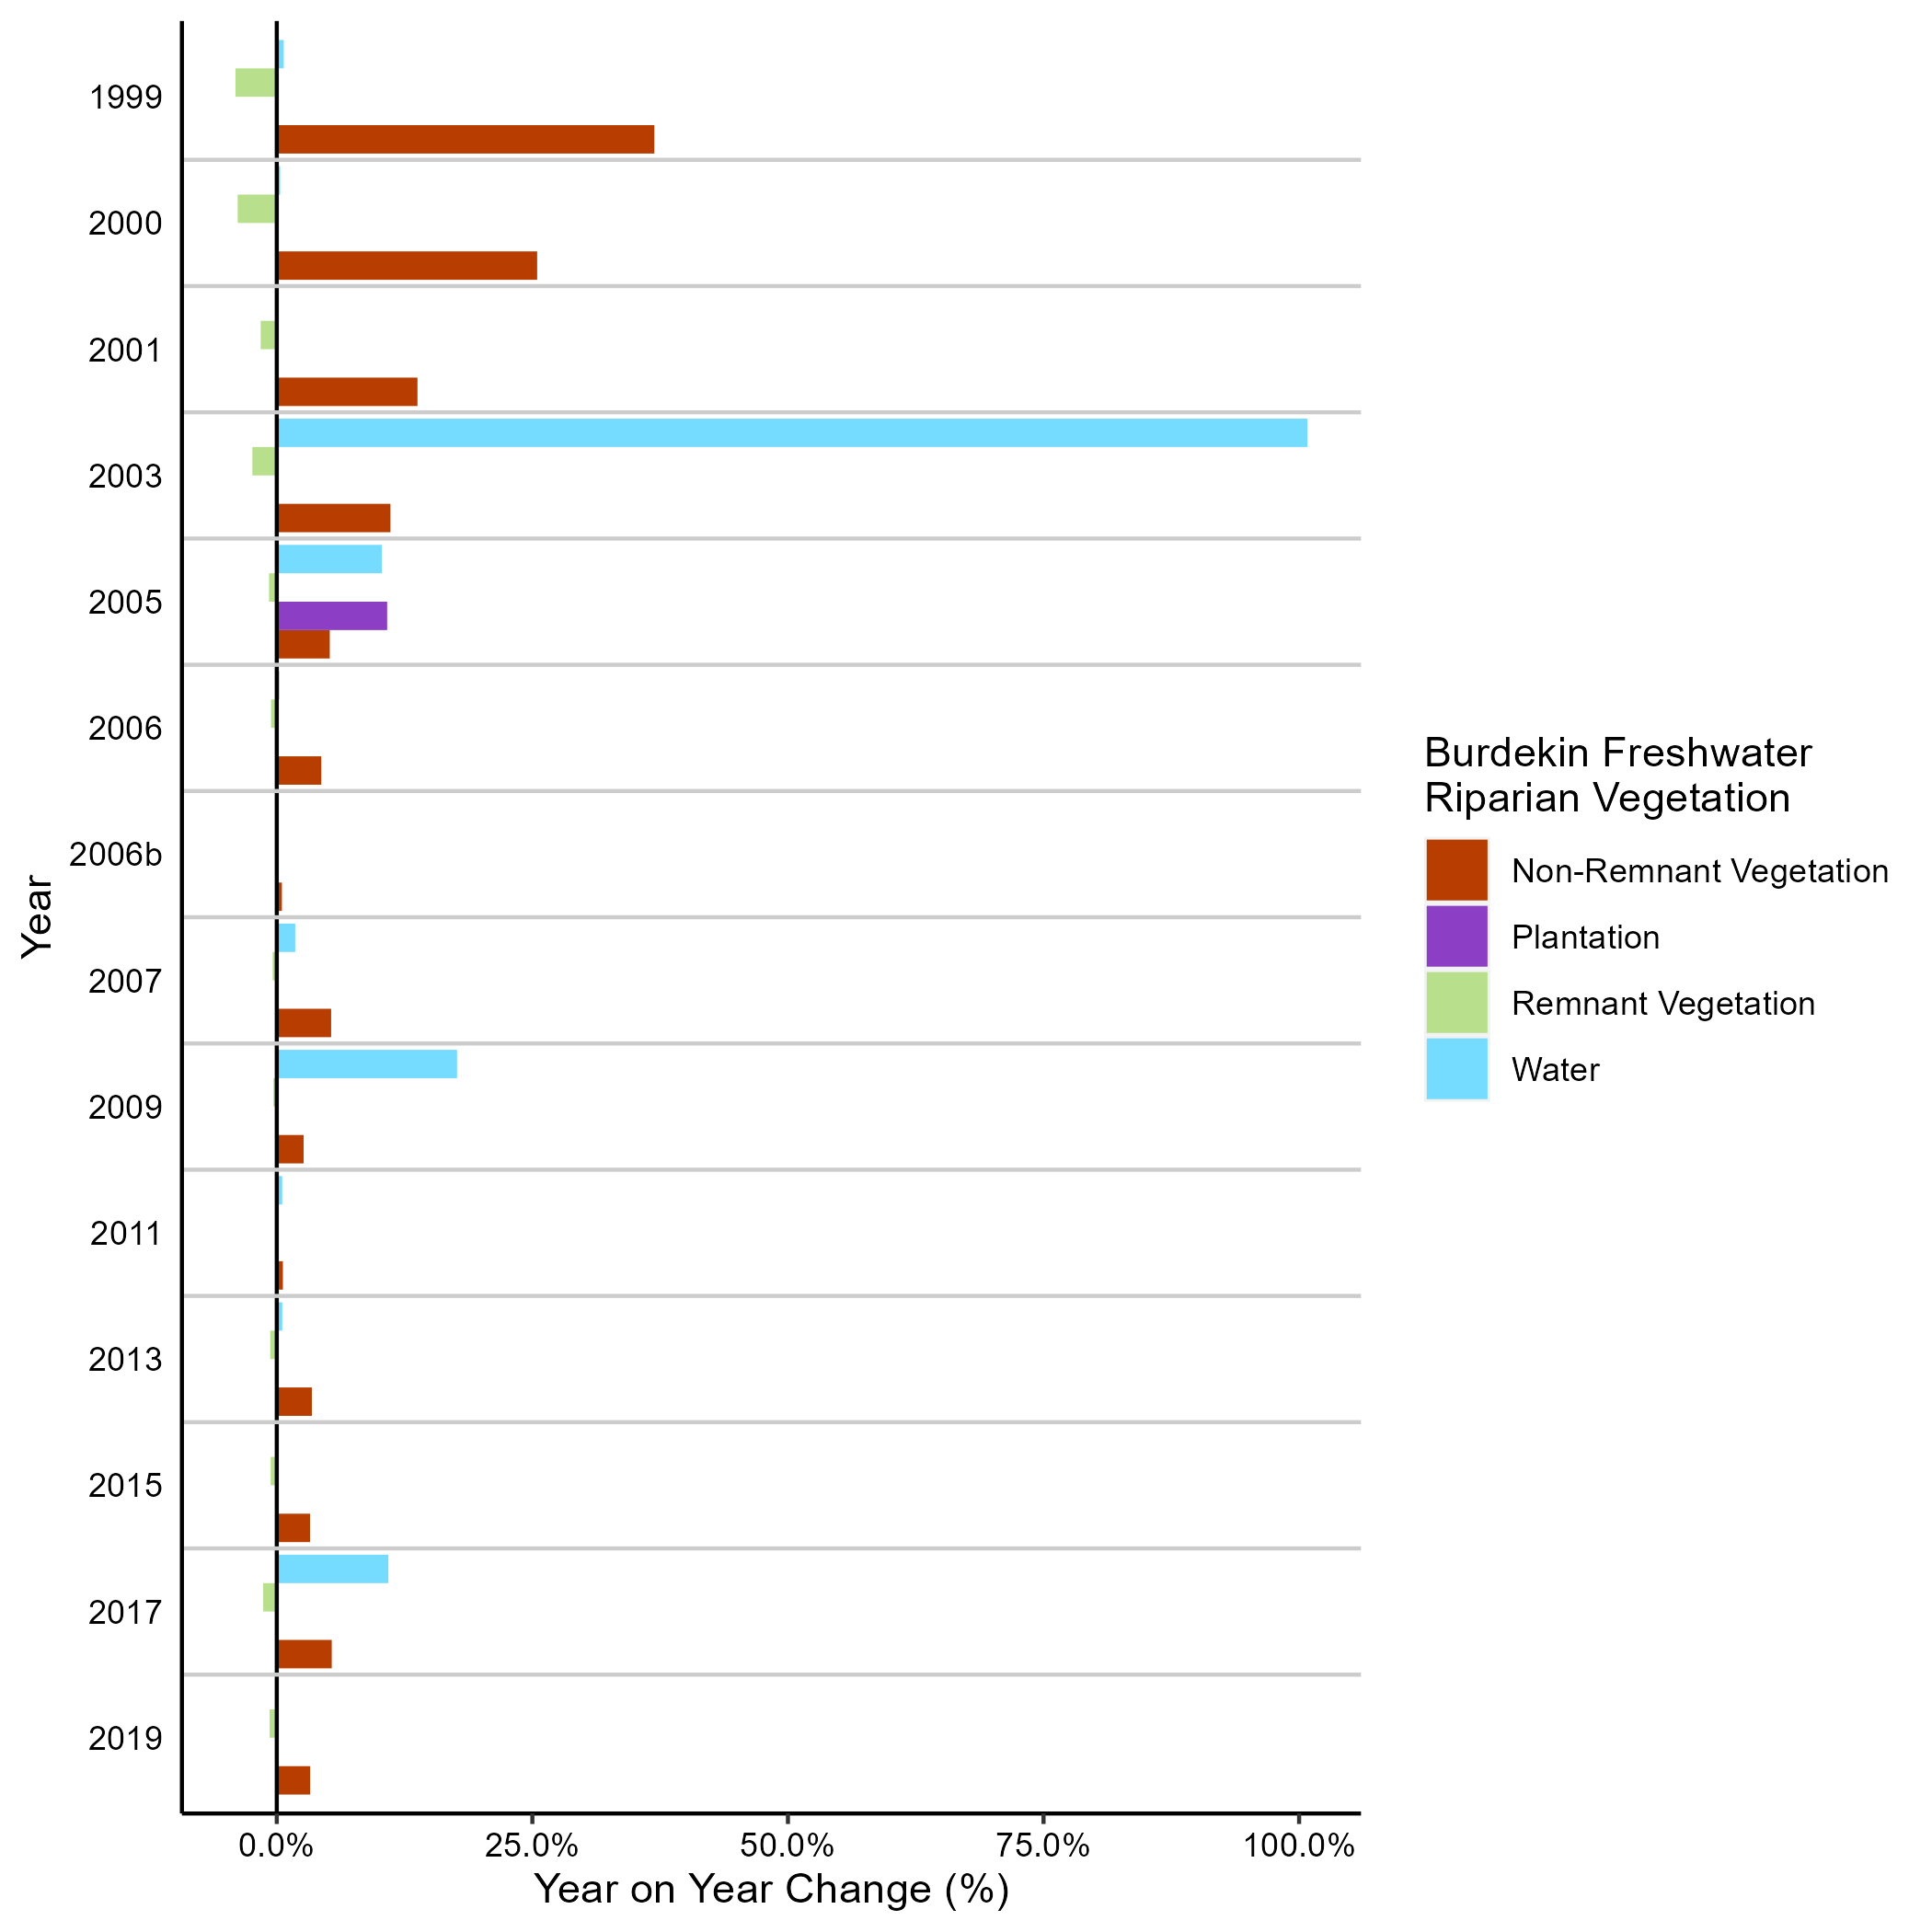 1999
2000
2001
2003
2005
2006
2006b
2007
2009
2011
2013
2015
2017
2019
Year
0.0%
25.0%
50.0%
75.0%
100.0%
Year on Year Change (%)
Burdekin Freshwater
Riparian Vegetation
Non-Remnant Vegetation
Plantation
Remnant Vegetation
Water